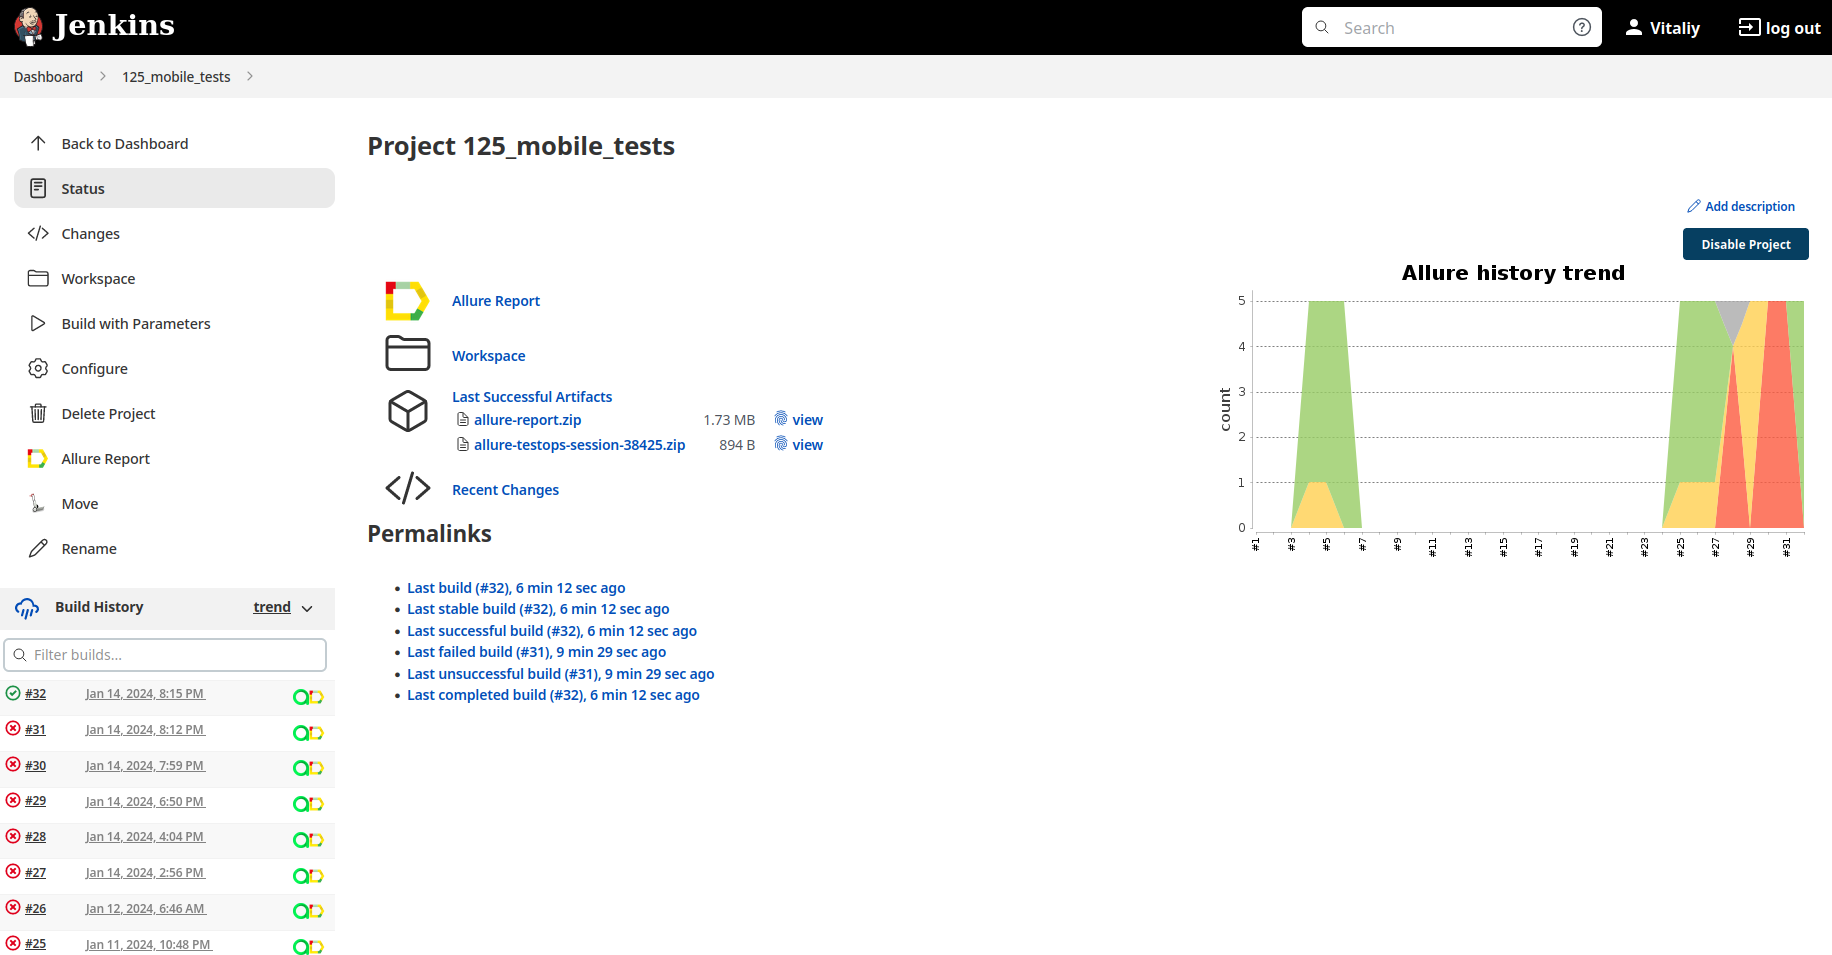 Jenkins
Search
Vitaliy
log out
Dashboard
125_mobile_tests
Back to Dashboard
Status
Changes
Workspace
Build with Parameters
Configure
Delete Project
Allure Report
Move
Rename
Build History
trend
Filter builds...
#32 Jan 14, 2024, 8:15 PM
#31 Jan 14, 2024, 8:12 PM
#30 Jan 14, 2024, 7:59 PM
#29 Jan 14, 2024, 6:50 PM
#28 Jan 14, 2024, 4:04 PM
#27 Jan 14, 2024, 2:56 PM
#26 Jan 12, 2024, 6:46 AM
#25 Jan 11, 2024, 10:48 PM
Project 125_mobile_tests
Add description
Disable Project
Allure Report
Workspace
Last Successful Artifacts
allure-report.zip 1.73 MB view
allure-testops-session-38425.zip 894 B view
Recent Changes
Permalinks
Last build (#32), 6 min 12 sec ago
Last stable build (#32), 6 min 12 sec ago
Last successful build (#32), 6 min 12 sec ago
Last failed build (#31), 9 min 29 sec ago
Last unsuccessful build (#31), 9 min 29 sec ago
Last completed build (#32), 6 min 12 sec ago
Allure history trend
count
5
4
3
2
1
0
#1 #3 #5 #7 #9 #11 #13 #15 #17 #19 #21 #23 #25 #27 #29 #31